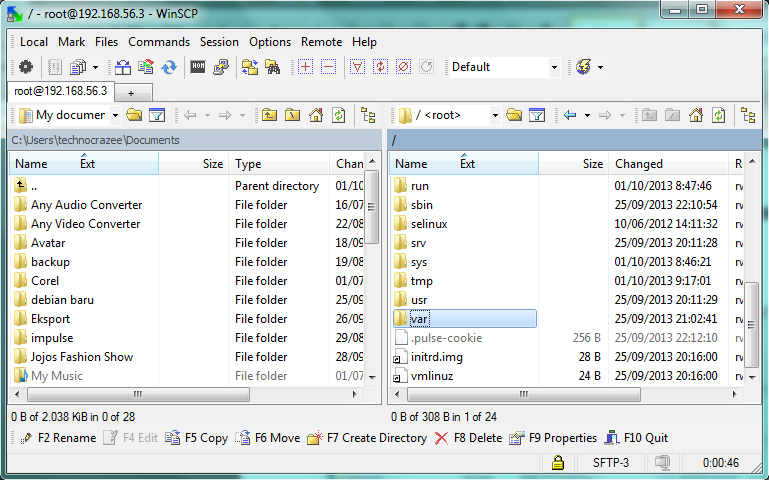 / - root@192.168.56.3 - WinSCP
Local Mark Files Commands Session Options Remote Help
Default
root@192.168.56.3 +
My documer / <root>
C:\Users\technocrazee\Documents /
Name Ext Size Type Chan Name Ext Size Changed R
.. Parent directory 01/10 run 01/10/2013 8:47:46 rv
Any Audio Converter File folder 16/07 sbin 25/09/2013 22:10:54 rv
Any Video Converter File folder 22/08 selinux 10/06/2012 14:11:32 rv
Avatar File folder 18/09 srv 25/09/2013 20:11:28 rv
backup File folder 19/08 sys 01/10/2013 8:46:21 rv
Corel File folder 01/07 tmp 01/10/2013 9:17:01 rv
debian baru File folder 25/09 usr 25/09/2013 20:11:29 rv
Eksport File folder 26/09 var 25/09/2013 21:02:41 rv
impulse File folder 29/08 .pulse-cookie 256 B 25/09/2013 22:12:10 rv
Jojos Fashion Show File folder 28/09 initrd.img 28 B 25/09/2013 20:16:00 rv
My Music File folder 01/07 vmlinuz 24 B 25/09/2013 20:16:00 rv
0 B of 2.038 KiB in 0 of 28 0 B of 308 B in 1 of 24
F2 Rename F4 Edit F5 Copy F6 Move F7 Create Directory F8 Delete F9 Properties F10 Quit
SFTP-3 0:00:46